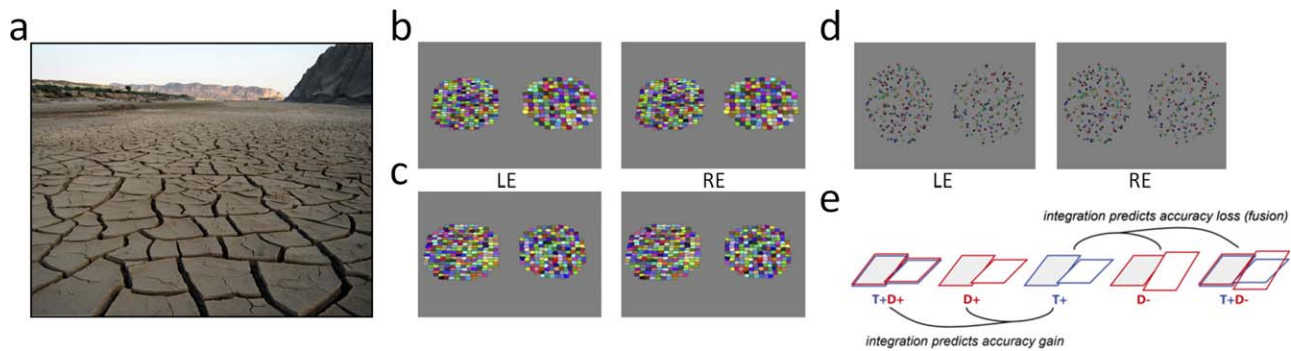 a
b
LE
RE
c
d
LE
RE
e
integration predicts accuracy loss (fusion)
T+D+
D+
T+
D-
T+D-
integration predicts accuracy gain